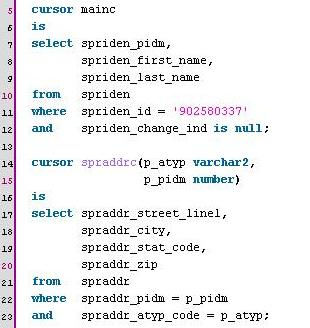 5 cursor mainc
6 is
7 select spriden_pidm,
8 spriden_first_name,
9 spriden_last_name
10 from spriden
11 where spriden_id = '902580337'
12 and spriden_change_ind is null;
13
14 cursor spraddrc(p_atyp varchar2,
15 p_pidm number)
16 is
17 select spraddr_street_line1,
18 spraddr_city,
19 spraddr_stat_code,
20 spraddr_zip
21 from spraddr
22 where spraddr_pidm = p_pidm
23 and spraddr_atyp_code = p_atyp;